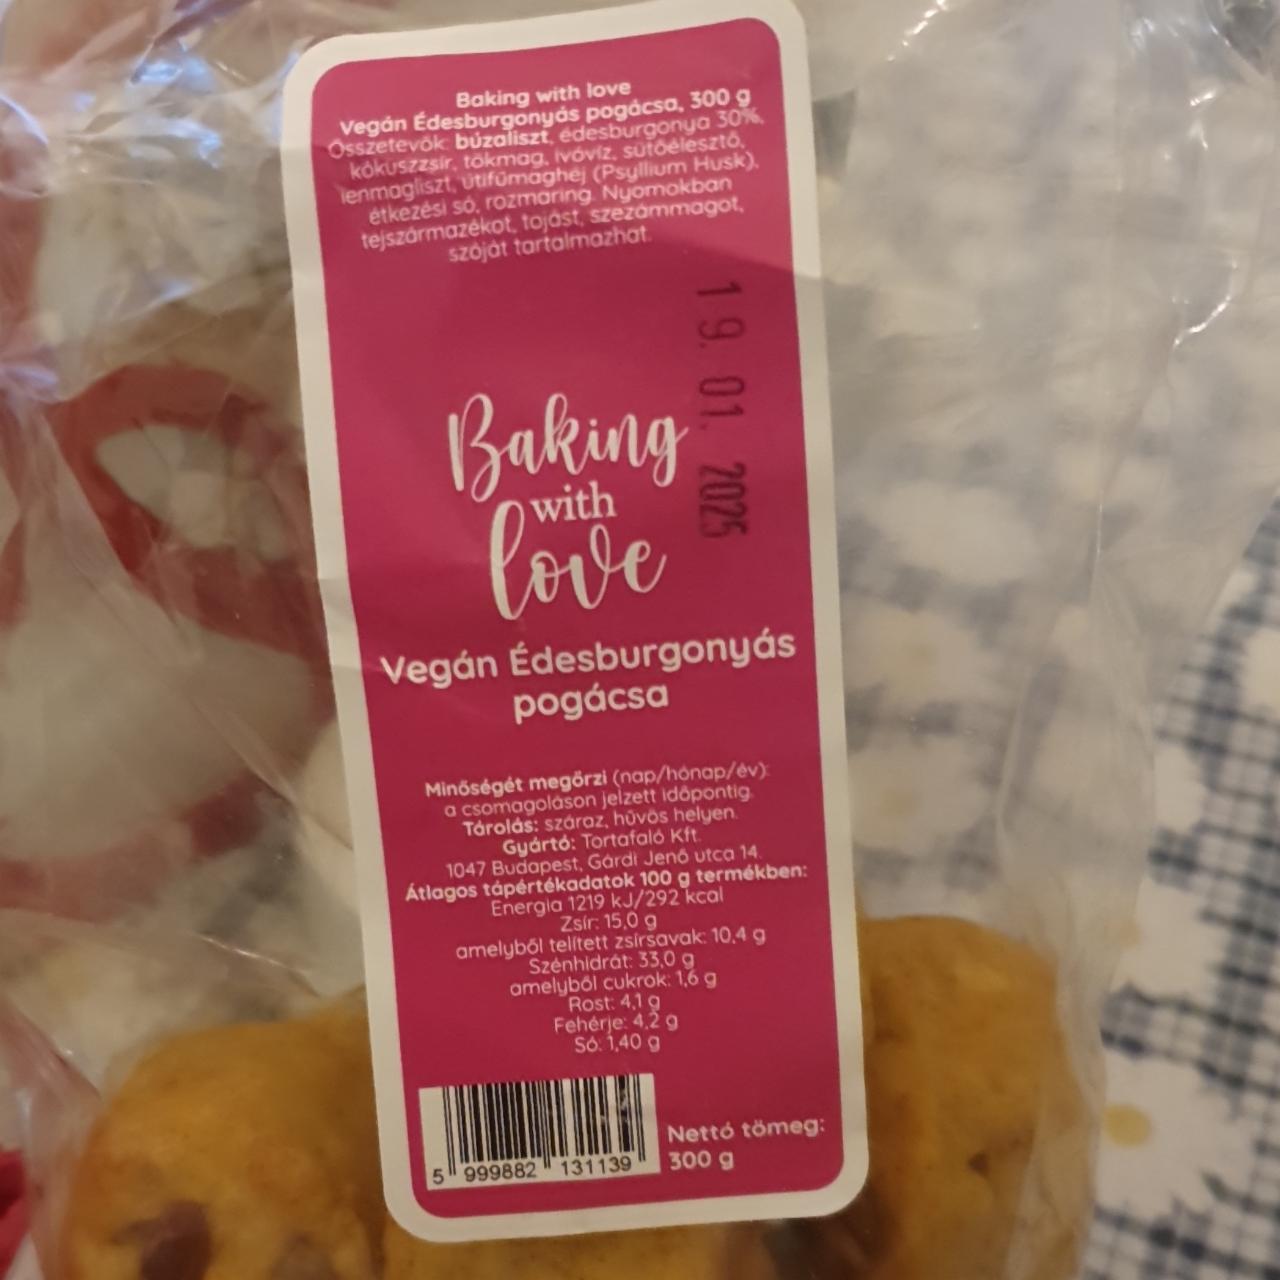 Baking with love
Vegán Édesburgonyás pogácsa, 300 g
Összetevők: búzaliszt, édesburgonya 30%,
kókuszzsír, tökmag, ivóvíz, sütőélesztő,
lenmagliszt, útifűmaghéj (Psyllium Husk),
étkezési só, rozmaring. Nyomokban
tejszármazékot, tojást, szezámmagot,
szóját tartalmazhat.
19. 01. 2025
Baking
with
love
Vegán Édesburgonyás
pogácsa
Minőségét megőrzi (nap/hónap/év):
a csomagoláson jelzett időpontig.
Tárolás: száraz, hűvös helyen.
Gyártó: Tortafaló Kft.
1047 Budapest, Gárdi Jenő utca 14.
Átlagos tápértékadatok 100 g termékben:
Energia 1219 kJ/292 kcal
Zsír: 15,0 g
amelyből telített zsírsavak: 10,4 g
Szénhidrát: 33,0 g
amelyből cukrok: 1,6 g
Rost: 4,1 g
Fehérje: 4,2 g
Só: 1,40 g
5 999882 131139
Nettó tömeg:
300 g